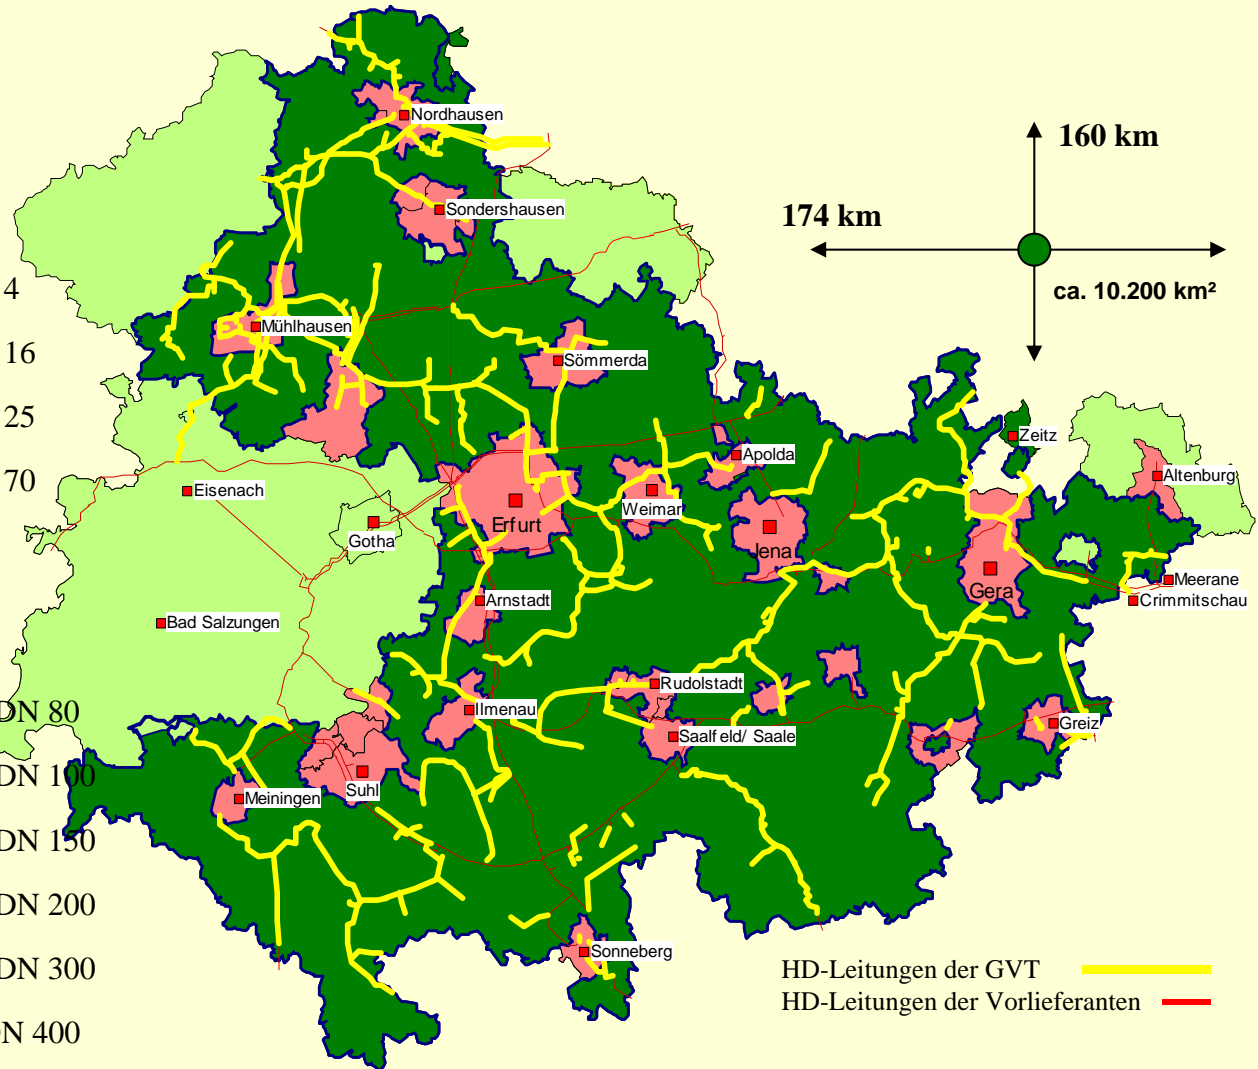 Nordhausen
160 km
174 km
Sondershausen
4
ca. 10.200 km²
Mühlhausen
16
Sömmerda
25
Zeitz
Apolda
70
Altenburg
Eisenach
Weimar
Erfurt
Gotha
Jena
Meerane
Gera
Arnstadt
Crimmitschau
Bad Salzungen
Rudolstadt
DN 80
Ilmenau
Greiz
Saalfeld/ Saale
DN 100
Suhl
Meiningen
DN 150
DN 200
Sonneberg
DN 300
HD-Leitungen der GVT
HD-Leitungen der Vorlieferanten
DN 400